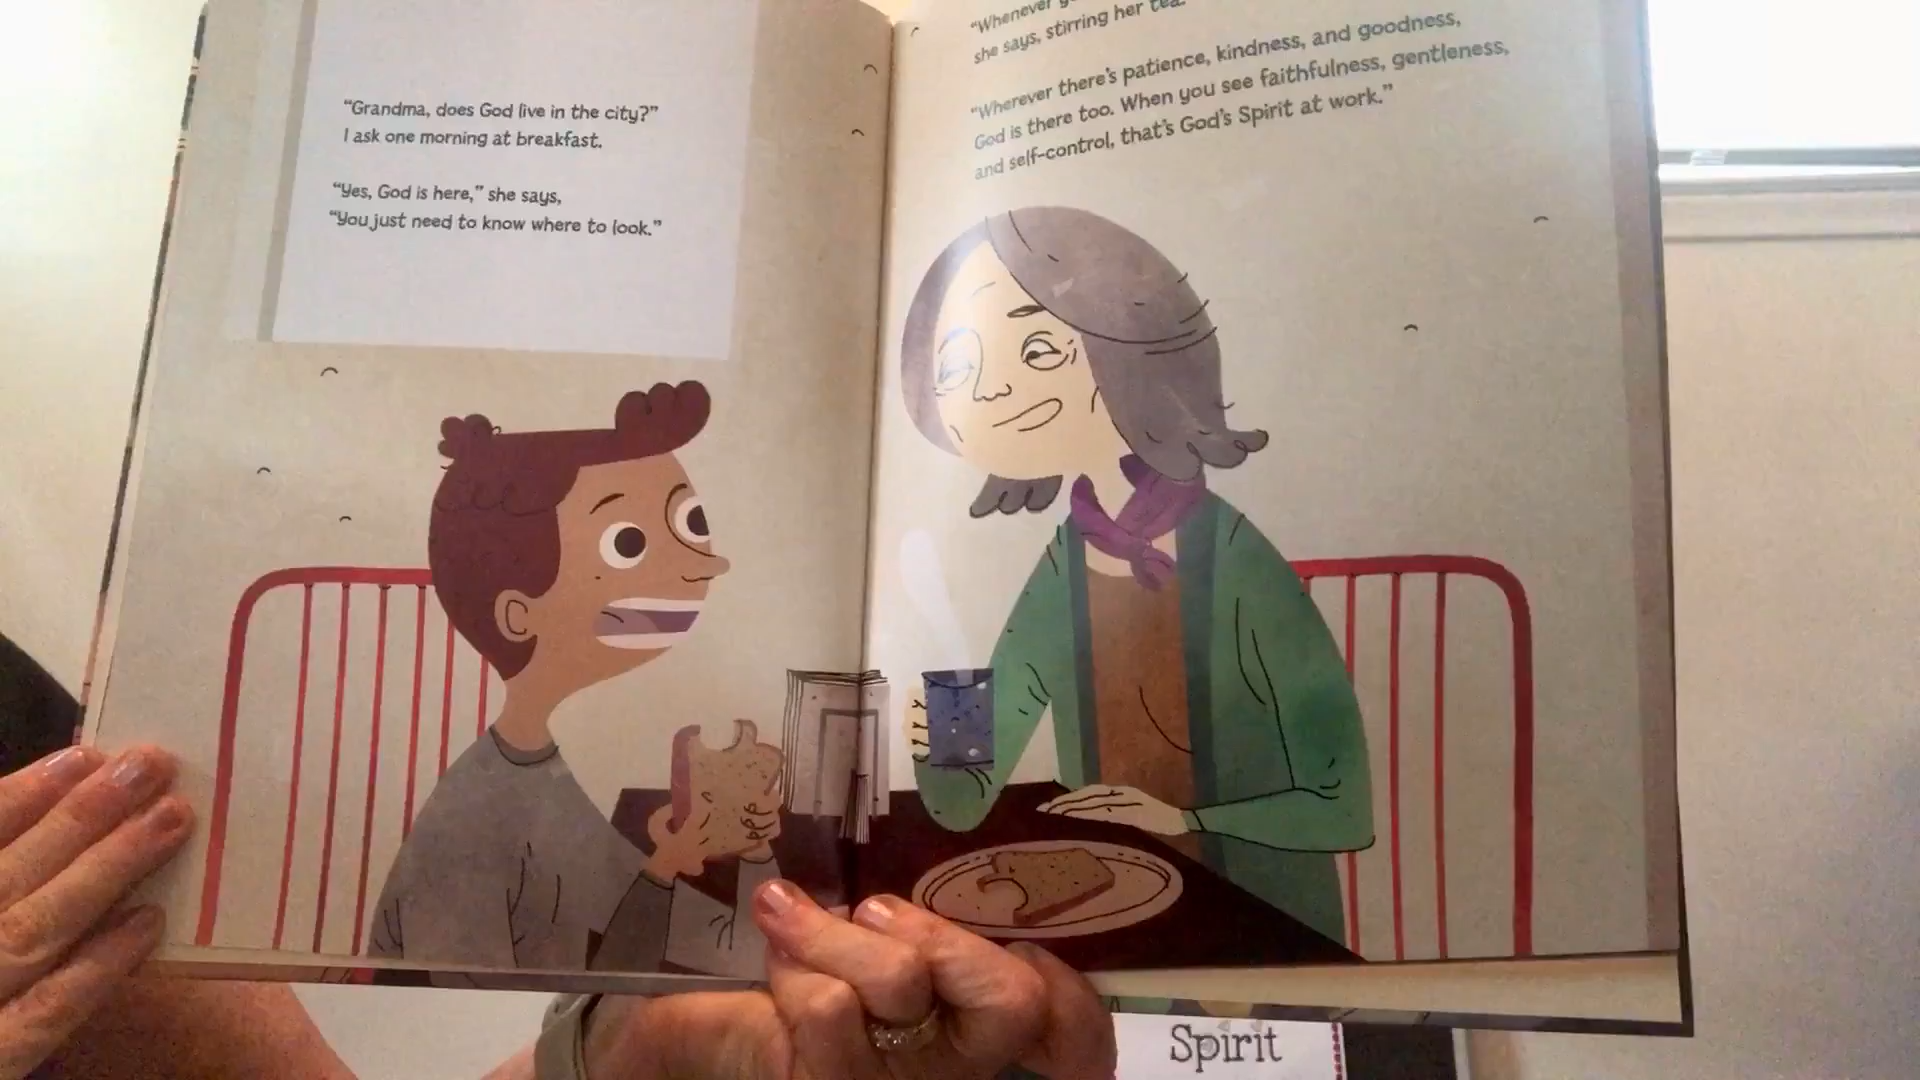 “Grandma, does God live in the city?”
I ask one morning at breakfast.
“Yes, God is here,” she says,
“You just need to know where to look.”
“Whenever
she says, stirring her tea.
“Wherever there’s patience, kindness, and goodness,
God is there too. When you see faithfulness, gentleness,
and self-control, that’s God’s Spirit at work.”
Spirit